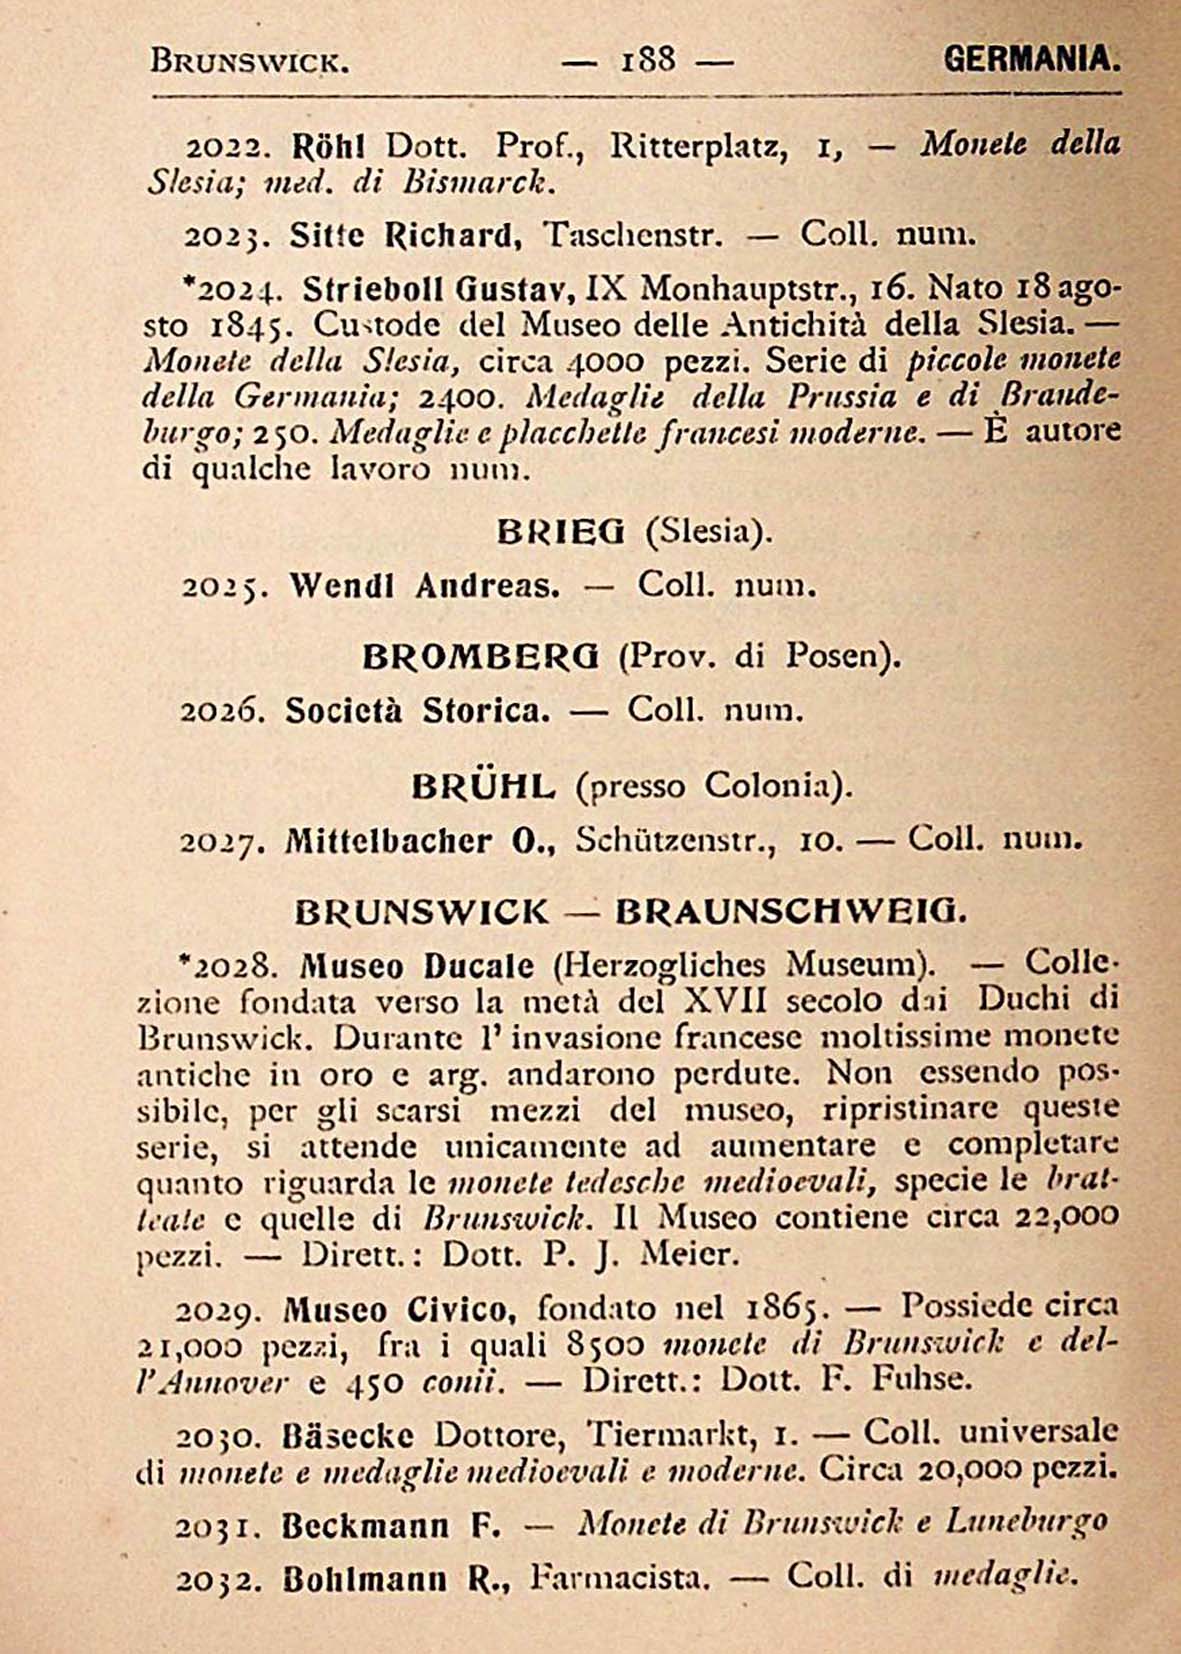 BRUNSWICK. — 188 — GERMANIA.
2022. Röhl Dott. Prof., Ritterplatz, 1, — Monete della
Slesia; med. di Bismarck.
2023. Sitte Richard, Taschenstr. — Coll. num.
*2024. Strieboll Gustav, IX Monhauptstr., 16. Nato 18 ago-
sto 1845. Custode del Museo delle Antichità della Slesia. —
Monete della Slesia, circa 4000 pezzi. Serie di piccole monete
della Germania; 2400. Medaglie della Prussia e di Brande-
burgo; 250. Medaglie e placchette francesi moderne. — È autore
di qualche lavoro num.
BRIEG (Slesia).
2025. Wendl Andreas. — Coll. num.
BROMBERG (Prov. di Posen).
2026. Società Storica. — Coll. num.
BRÜHL (presso Colonia).
2027. Mittelbacher O., Schützenstr., 10. — Coll. num.
BRUNSWICK — BRAUNSCHWEIG.
*2028. Museo Ducale (Herzogliches Museum). — Colle-
zione fondata verso la metà del XVII secolo dai Duchi di
Brunswick. Durante l'invasione francese moltissime monete
antiche in oro e arg. andarono perdute. Non essendo pos-
sibile, per gli scarsi mezzi del museo, ripristinare queste
serie, si attende unicamente ad aumentare e completare
quanto riguarda le monete tedesche medioevali, specie le brat-
teate e quelle di Brunswick. Il Museo contiene circa 22,000
pezzi. — Dirett.: Dott. P. J. Meier.
2029. Museo Civico, fondato nel 1865. — Possiede circa
21,000 pezzi, fra i quali 8500 monete di Brunswick e del-
l'Annover e 450 conii. — Dirett.: Dott. F. Fuhse.
2030. Bäsecke Dottore, Tiermarkt, 1. — Coll. universale
di monete e medaglie medioevali e moderne. Circa 20,000 pezzi.
2031. Beckmann F. — Monete di Brunswick e Luneburgo
2032. Bohlmann R., Farmacista. — Coll. di medaglie.